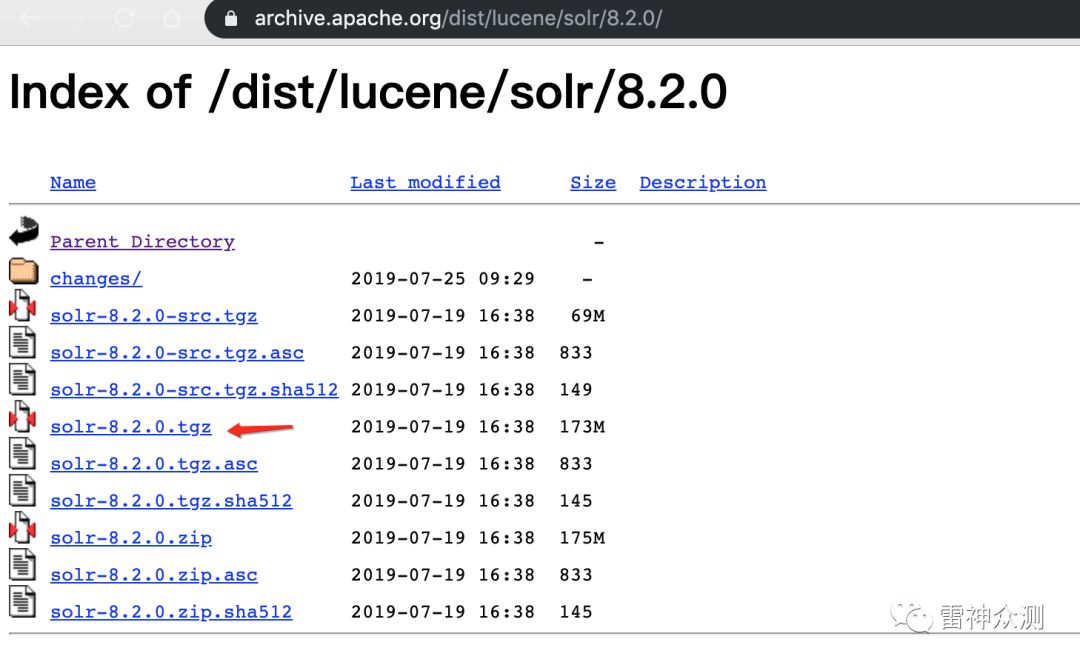 archive.apache.org/dist/lucene/solr/8.2.0/
Index of /dist/lucene/solr/8.2.0
Name Last modified Size Description
Parent Directory -
changes/ 2019-07-25 09:29 -
solr-8.2.0-src.tgz 2019-07-19 16:38 69M
solr-8.2.0-src.tgz.asc 2019-07-19 16:38 833
solr-8.2.0-src.tgz.sha512 2019-07-19 16:38 149
solr-8.2.0.tgz 2019-07-19 16:38 173M
solr-8.2.0.tgz.asc 2019-07-19 16:38 833
solr-8.2.0.tgz.sha512 2019-07-19 16:38 145
solr-8.2.0.zip 2019-07-19 16:38 175M
solr-8.2.0.zip.asc 2019-07-19 16:38 833
solr-8.2.0.zip.sha512 2019-07-19 16:38 145
雷神众测